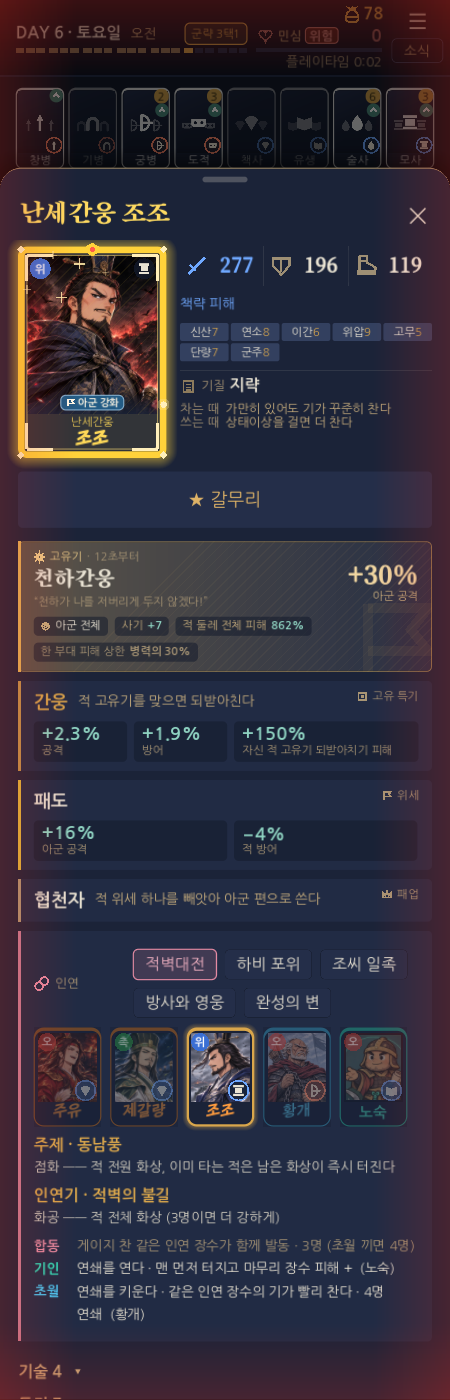 DAY 6 · 토요일 오전
군략 3택1
78
민심 위험 0
소식
플레이타임 0:02
2 3 6 3
창병 기병 궁병 도적 책사 유생 술사 모사
난세간웅 조조
위
아군 강화
난세간웅
조조
277 196 119
책략 피해
신산7 연소8 이간6 위압9 고무5
단량7 군주8
기질 지략
차는 때 가만히 있어도 기가 꾸준히 찬다
쓰는 때 상태이상을 걸면 더 찬다
★ 갈무리
고유기 · 12초부터
천하간웅
+30%
아군 공격
“천하가 나를 저버리게 두지 않겠다!”
아군 전체 사기 +7 적 둘레 전체 피해 862%
한 부대 피해 상한 병력의 30%
간웅 적 고유기를 맞으면 되받아친다 고유 특기
+2.3% +1.9% +150%
공격 방어 자신 적 고유기 되받아치기 피해
패도 위세
+16% −4%
아군 공격 적 방어
협천자 적 위세 하나를 빼앗아 아군 편으로 쓴다 패업
인연
적벽대전 하비 포위 조씨 일족
방사와 영웅 완성의 변
오 촉 위 오 오
주유 제갈량 조조 황개 노숙
주제 · 동남풍
점화 —— 적 전원 화상, 이미 타는 적은 남은 화상이 즉시 터진다
인연기 · 적벽의 불길
화공 —— 적 전체 화상 (3명이면 더 강하게)
합동 게이지 찬 같은 인연 장수가 함께 발동 · 3명 (초월 끼면 4명)
기인 연쇄를 연다 · 맨 먼저 터지고 마무리 장수 피해 + (노숙)
초월 연쇄를 키운다 · 같은 인연 장수의 기가 빨리 찬다 · 4명
연쇄 (황개)
기술 4 ▾